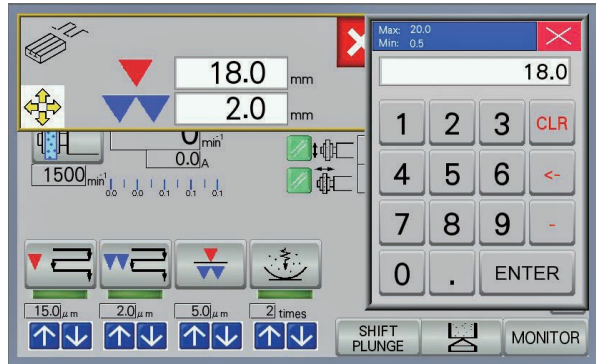 Max: 20.0
Min: 0.5
18.0
18.0 mm
2.0 mm
1 2 3 CLR
4 5 6 <-
7 8 9 -
0 . ENTER
0 min-1
0.0 A
1500 min-1
0.0 0.0 0.1 0.1
15.0 μm
2.0 μm
5.0 μm
2 times
SHIFT
PLUNGE
MONITOR